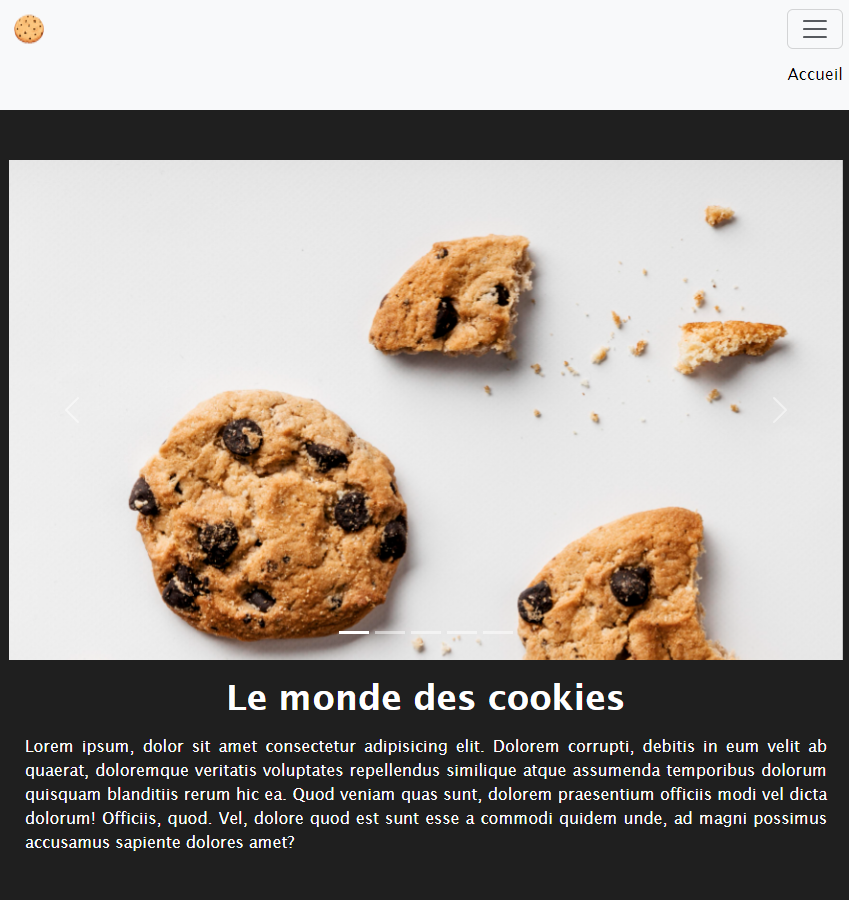 Accueil
Le monde des cookies
Lorem ipsum, dolor sit amet consectetur adipisicing elit. Dolorem corrupti, debitis in eum velit ab
quaerat, doloremque veritatis voluptates repellendus similique atque assumenda temporibus dolorum
quisquam blanditiis rerum hic ea. Quod veniam quas sunt, dolorem praesentium officiis modi vel dicta
dolorum! Officiis, quod. Vel, dolore quod est sunt esse a commodi quidem unde, ad magni possimus
accusamus sapiente dolores amet?